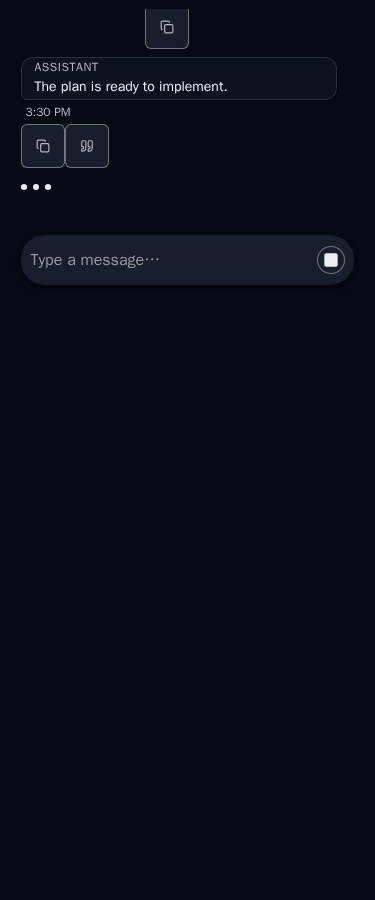 ASSISTANT
The plan is ready to implement.
3:30 PM
Type a message…